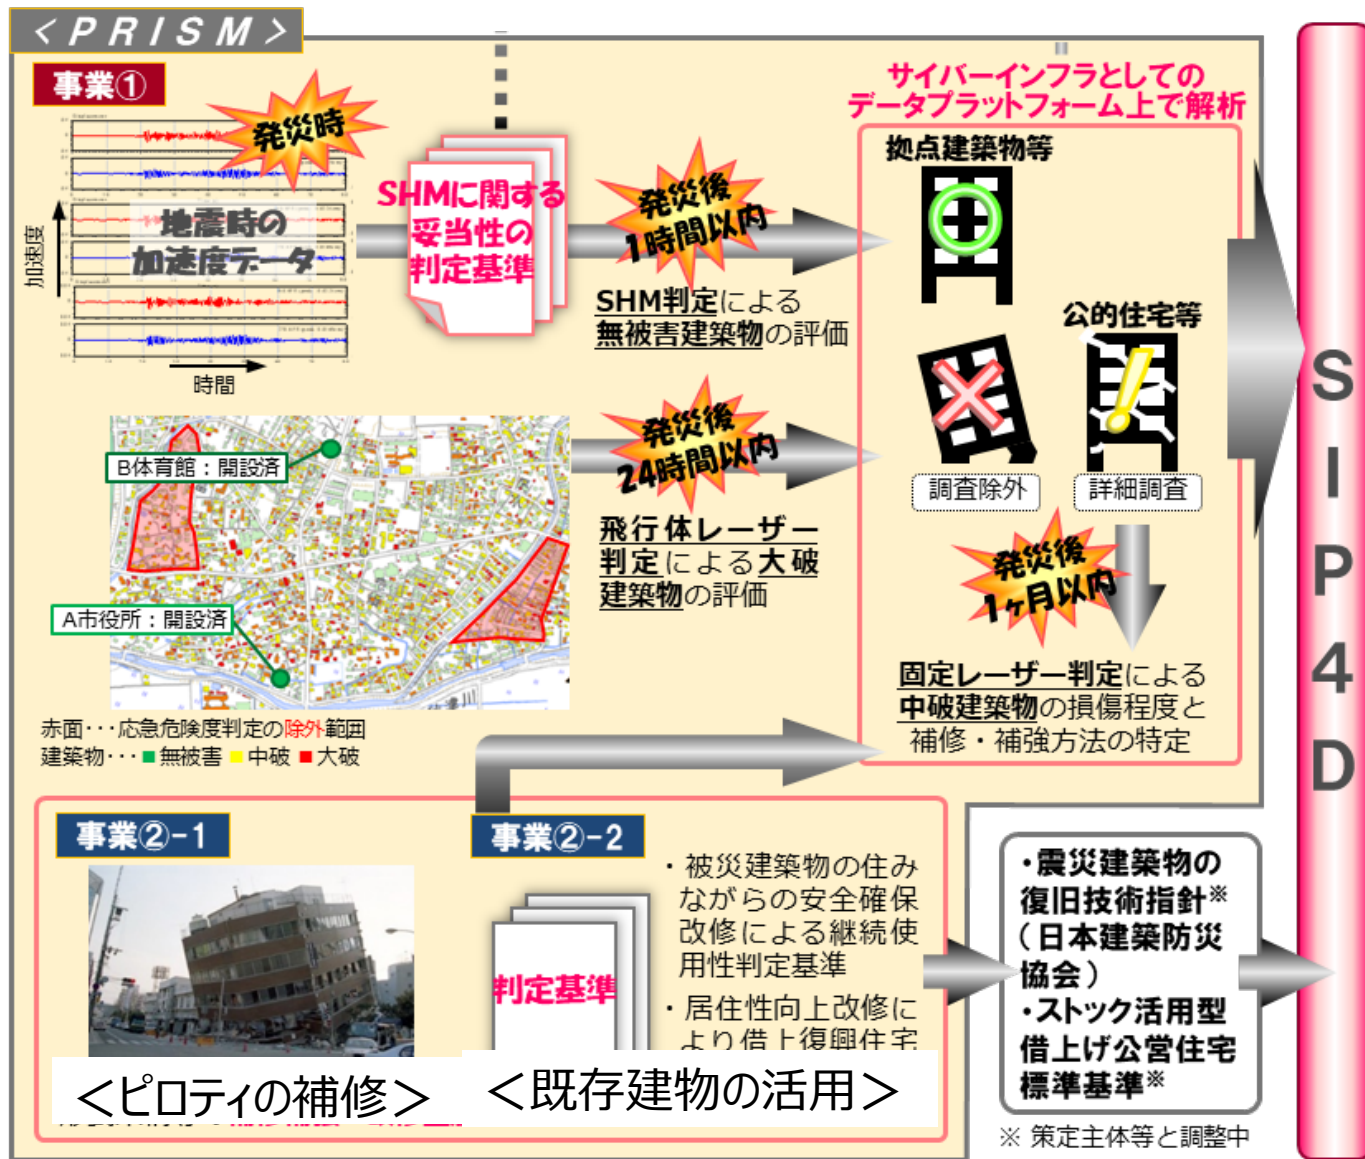 ＜PRISM＞
事業①
発災時
地震時の
加速度データ
加速度
時間
SHMに関する
妥当性の
判定基準
発災後
1時間以内
SHM判定による
無被害建築物の評価
サイバーインフラとしての
データプラットフォーム上で解析
拠点建築物等
公的住宅等
調査除外
詳細調査
B体育館：開設済
A市役所：開設済
発災後
24時間以内
飛行体レーザー
判定による大破
建築物の評価
発災後
1ヶ月以内
固定レーザー判定による
中破建築物の損傷程度と
補修・補強方法の特定
赤面･･･応急危険度判定の除外範囲
建築物･･･■無被害 ■中破 ■大破
事業②-1
＜ピロティの補修＞
事業②-2
判定基準
・被災建築物の住み
ながらの安全確保
改修による継続使
用性判定基準
・居住性向上改修に
より借上復興住宅
＜既存建物の活用＞
・震災建築物の
復旧技術指針※
（日本建築防災
協会）
・ストック活用型
借上げ公営住宅
標準基準※
※ 策定主体等と調整中
SIP4D